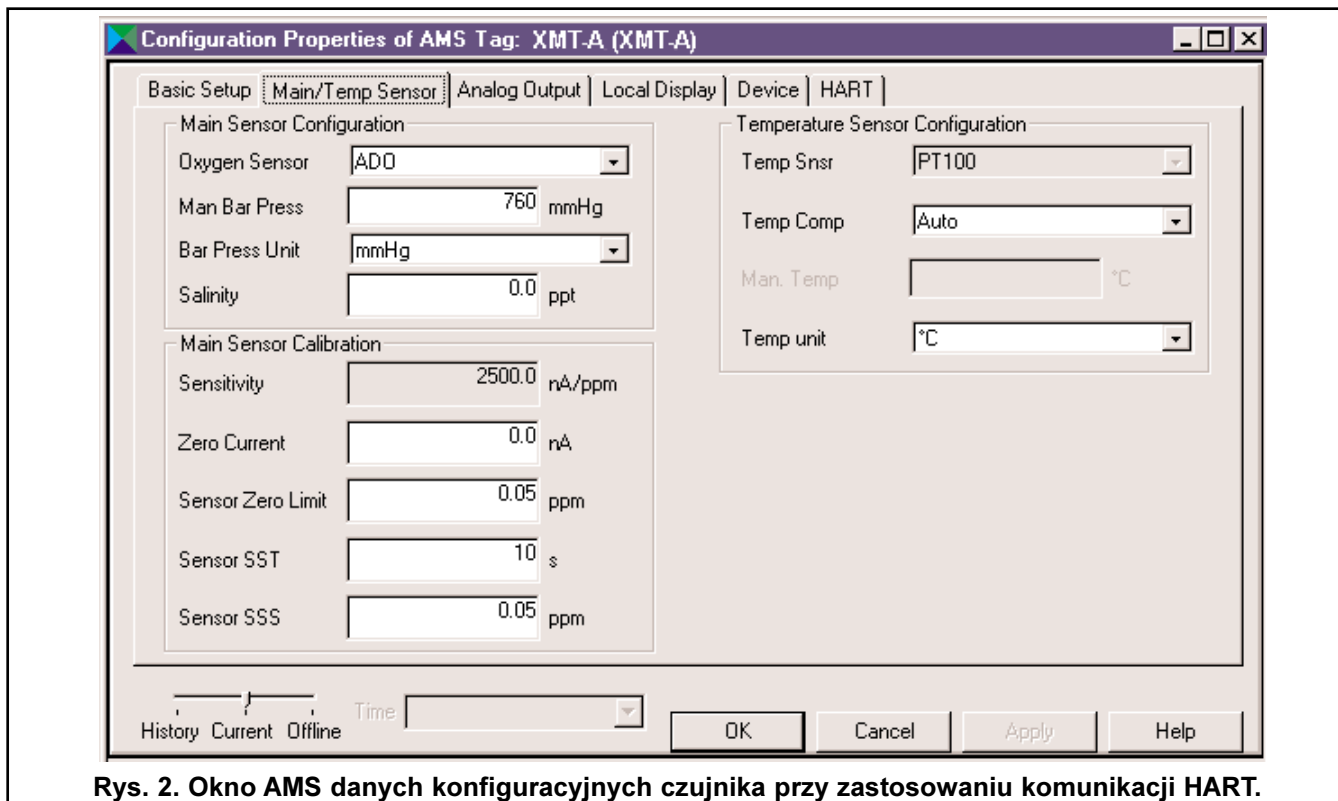 Configuration Properties of AMS Tag: XMT-A (XMT-A)
Basic Setup Main/Temp Sensor Analog Output Local Display Device HART
Main Sensor Configuration
Oxygen Sensor ADO
Man Bar Press 760 mmHg
Bar Press Unit mmHg
Salinity 0.0 ppt
Main Sensor Calibration
Sensitivity 2500.0 nA/ppm
Zero Current 0.0 nA
Sensor Zero Limit 0.05 ppm
Sensor SST 10 s
Sensor SSS 0.05 ppm
Temperature Sensor Configuration
Temp Snsr PT100
Temp Comp Auto
Man. Temp °C
Temp unit °C
History Current Offline
Time
OK Cancel Apply Help
Rys. 2. Okno AMS danych konfiguracyjnych czujnika przy zastosowaniu komunikacji HART.